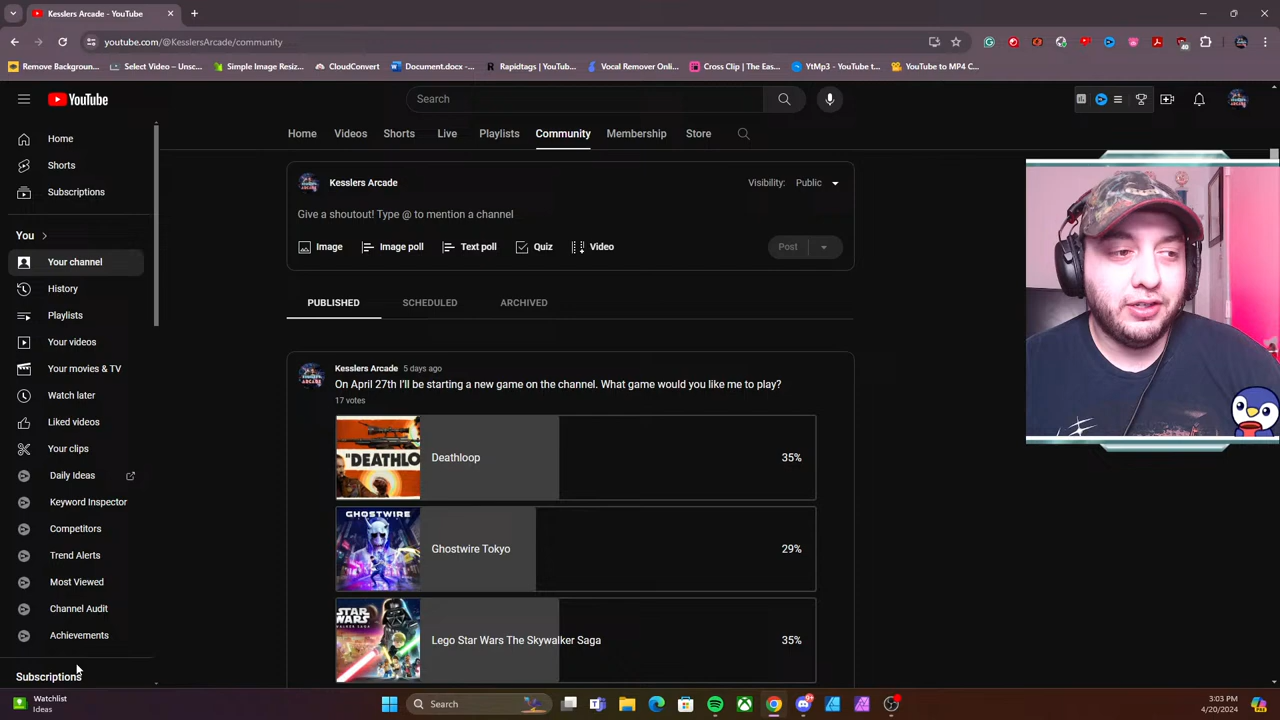 Kesslers Arcade - YouTube
youtube.com/@KesslersArcade/community
40
Remove Backgroun...
Select Video – Unsc...
Simple Image Resiz...
CloudConvert
Document.docx -...
Rapidtags | YouTub...
Vocal Remover Onli...
Cross Clip | The Eas...
YtMp3 - YouTube t...
YouTube to MP4 C...
YouTube
Search
Home
Videos
Shorts
Live
Playlists
Community
Membership
Store
Home
Shorts
Subscriptions
You
Your channel
History
Playlists
Your videos
Your movies & TV
Watch later
Liked videos
Your clips
Daily Ideas
Keyword Inspector
Competitors
Trend Alerts
Most Viewed
Channel Audit
Achievements
Subscriptions
Kesslers Arcade
Visibility: Public
Give a shoutout! Type @ to mention a channel
Image
Image poll
Text poll
Quiz
Video
Post
PUBLISHED
SCHEDULED
ARCHIVED
Kesslers Arcade 5 days ago
On April 27th I'll be starting a new game on the channel. What game would you like me to play?
17 votes
DEATHLO
Deathloop
35%
GHOSTWIRE
Ghostwire Tokyo
29%
STAR WARS
Lego Star Wars The Skywalker Saga
35%
Watchlist
Ideas
Search
3:03 PM
4/20/2024